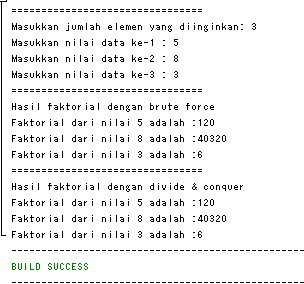 ==============================
Masukkan jumlah elemen yang diinginkan: 3
Masukkan nilai data ke-1 : 5
Masukkan nilai data ke-2 : 8
Masukkan nilai data ke-3 : 3
==============================
Hasil faktorial dengan brute force
Faktorial dari nilai 5 adalah :120
Faktorial dari nilai 8 adalah :40320
Faktorial dari nilai 3 adalah :6
==============================
Hasil faktorial dengan divide & conquer
Faktorial dari nilai 5 adalah :120
Faktorial dari nilai 8 adalah :40320
Faktorial dari nilai 3 adalah :6
------------------------------------------------
BUILD SUCCESS
------------------------------------------------